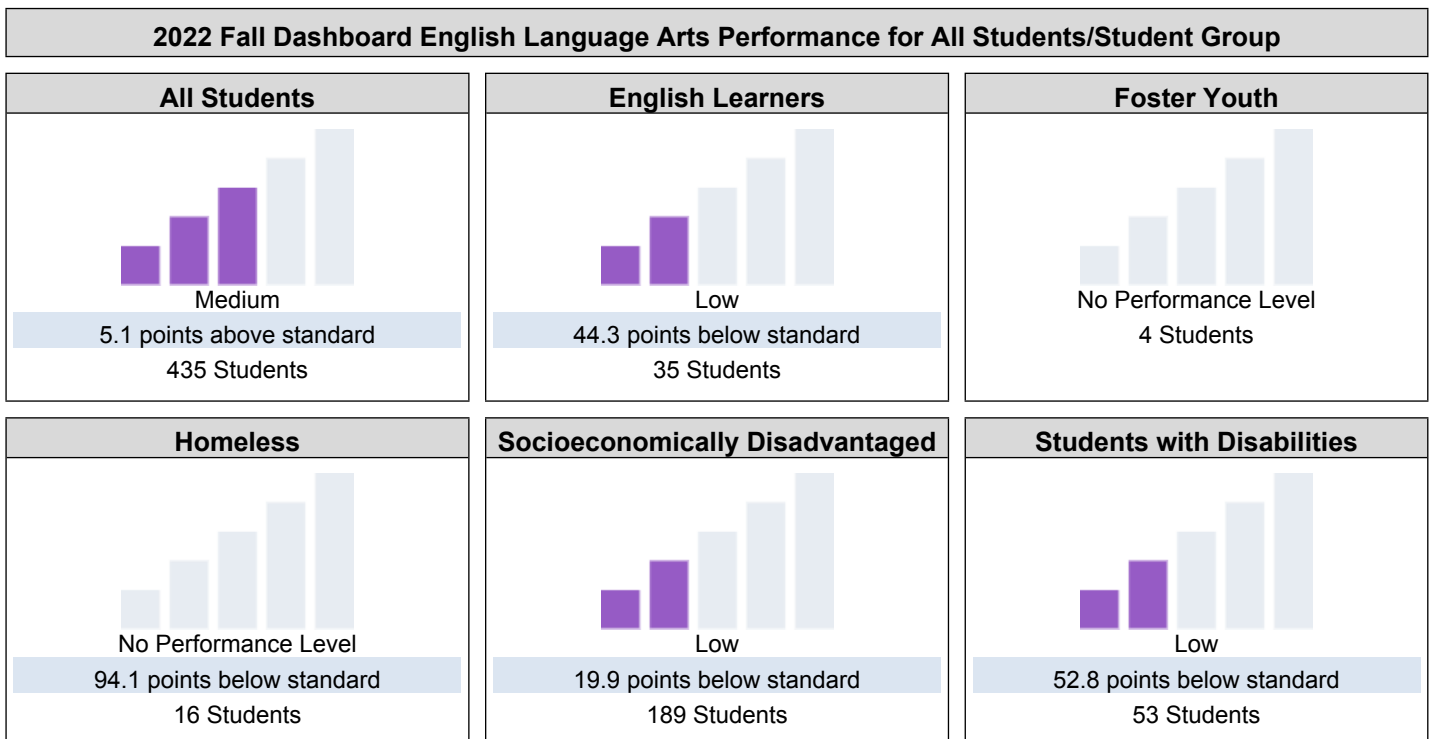 2022 Fall Dashboard English Language Arts Performance for All Students/Student Group
All Students
Medium
5.1 points above standard
435 Students
English Learners
Low
44.3 points below standard
35 Students
Foster Youth
No Performance Level
4 Students
Homeless
No Performance Level
94.1 points below standard
16 Students
Socioeconomically Disadvantaged
Low
19.9 points below standard
189 Students
Students with Disabilities
Low
52.8 points below standard
53 Students